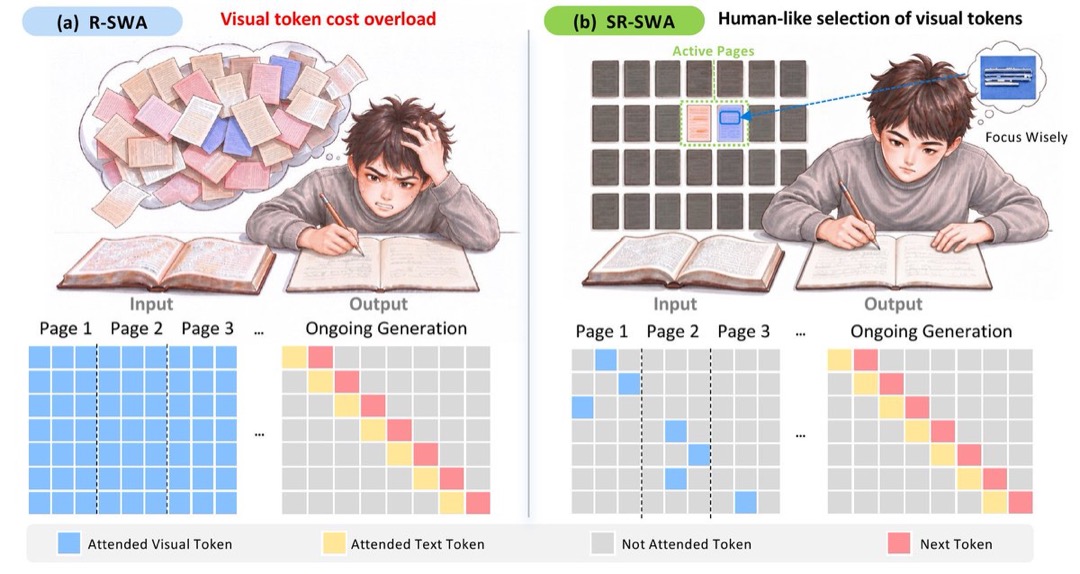 (a) R-SWA
Visual token cost overload
Input
Output
Page 1 Page 2 Page 3 ... Ongoing Generation
...
(b) SR-SWA
Human-like selection of visual tokens
Active Pages
Focus Wisely
Input
Output
Page 1 Page 2 Page 3 ... Ongoing Generation
...
Attended Visual Token
Attended Text Token
Not Attended Token
Next Token